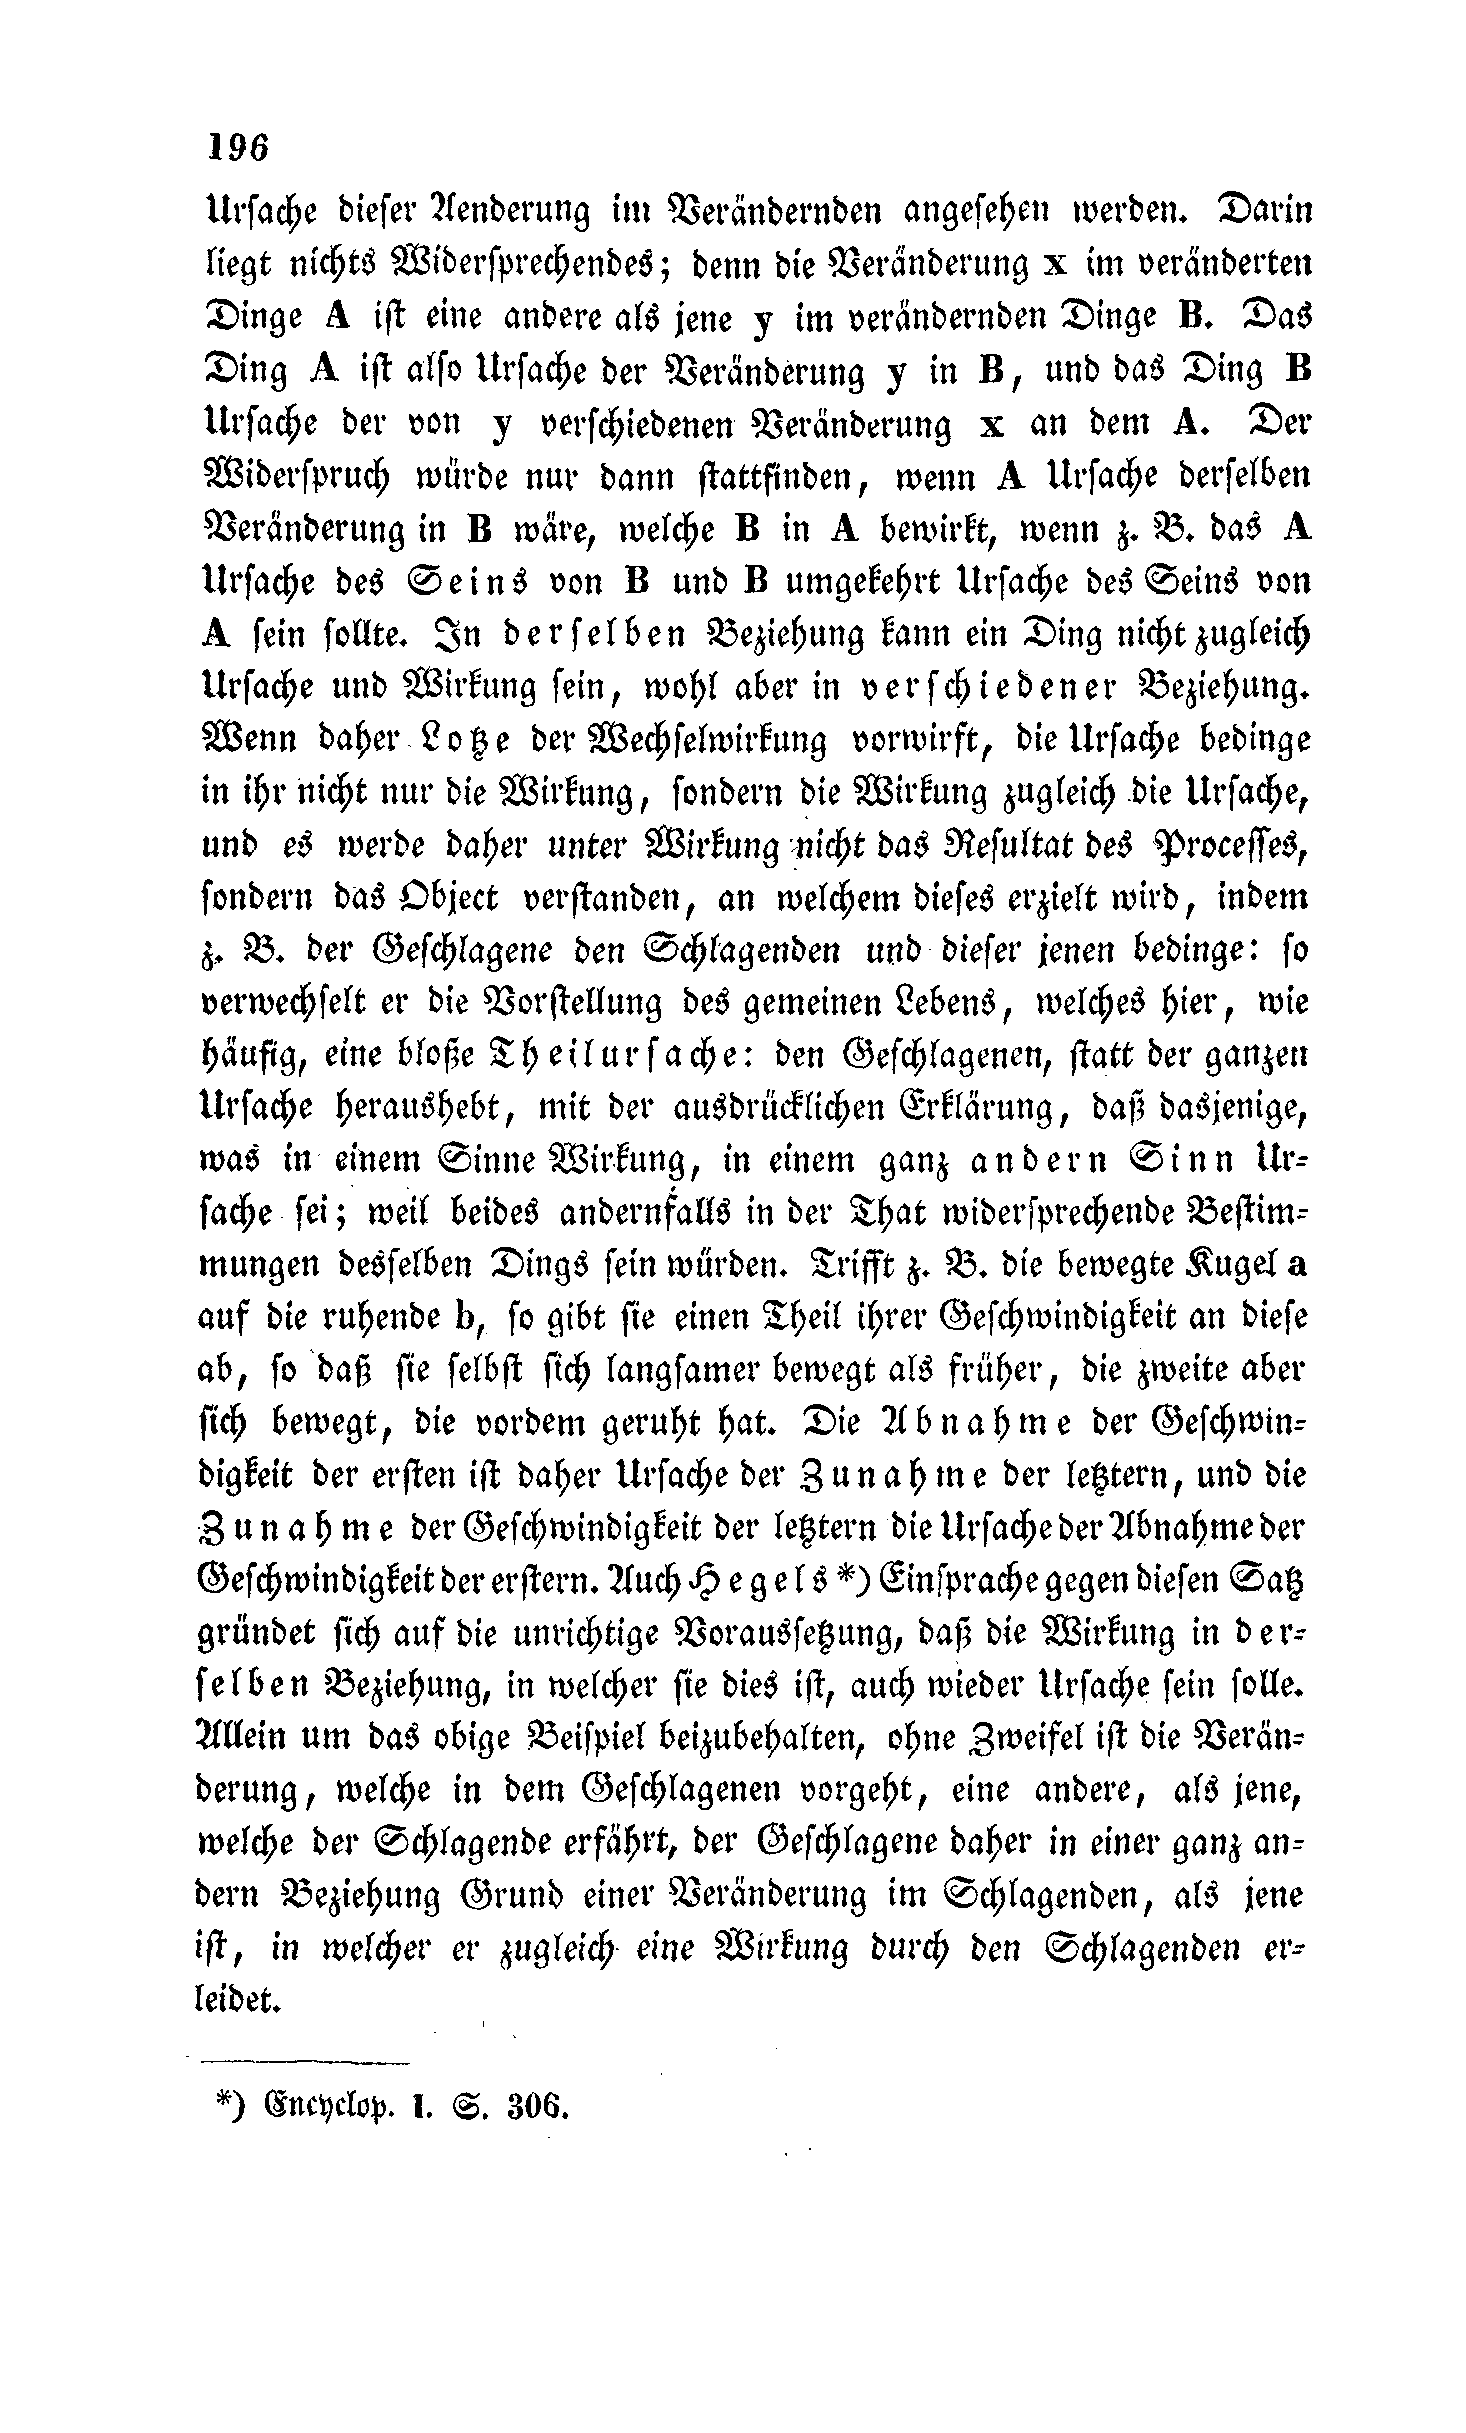 196
Ursache dieser Aenderung im Verändernden angesehen werden. Darin
liegt nichts Widersprechendes; denn die Veränderung x im veränderten
Dinge A ist eine andere als jene y im verändernden Dinge B. Das
Ding A ist also Ursache der Veränderung y in B, und das Ding B
Ursache der von y verschiedenen Veränderung x an dem A. Der
Widerspruch würde nur dann stattfinden, wenn A Ursache derselben
Veränderung in B wäre, welche B in A bewirkt, wenn z. B. das A
Ursache des Seins von B und B umgekehrt Ursache des Seins von
A sein sollte. In derselben Beziehung kann ein Ding nicht zugleich
Ursache und Wirkung sein, wohl aber in verschiedener Beziehung.
Wenn daher Lotze der Wechselwirkung vorwirft, die Ursache bedinge
in ihr nicht nur die Wirkung, sondern die Wirkung zugleich die Ursache,
und es werde daher unter Wirkung nicht das Resultat des Processes,
sondern das Object verstanden, an welchem dieses erzielt wird, indem
z. B. der Geschlagene den Schlagenden und dieser jenen bedinge: so
verwechselt er die Vorstellung des gemeinen Lebens, welches hier, wie
häufig, eine bloße Theilursache: den Geschlagenen, statt der ganzen
Ursache heraushebt, mit der ausdrücklichen Erklärung, daß dasjenige,
was in einem Sinne Wirkung, in einem ganz andern Sinn Ur-
sache sei; weil beides andernfalls in der That widersprechende Bestim-
mungen desselben Dings sein würden. Trifft z. B. die bewegte Kugel a
auf die ruhende b, so gibt sie einen Theil ihrer Geschwindigkeit an diese
ab, so daß sie selbst sich langsamer bewegt als früher, die zweite aber
sich bewegt, die vordem geruht hat. Die Abnahme der Geschwin-
digkeit der ersten ist daher Ursache der Zunahme der letztern, und die
Zunahme der Geschwindigkeit der letztern die Ursache der Abnahme der
Geschwindigkeit der erstern. Auch Hegels *) Einsprache gegen diesen Satz
gründet sich auf die unrichtige Voraussetzung, daß die Wirkung in der-
selben Beziehung, in welcher sie dies ist, auch wieder Ursache sein solle.
Allein um das obige Beispiel beizubehalten, ohne Zweifel ist die Verän-
derung, welche in dem Geschlagenen vorgeht, eine andere, als jene,
welche der Schlagende erfährt, der Geschlagene daher in einer ganz an-
dern Beziehung Grund einer Veränderung im Schlagenden, als jene
ist, in welcher er zugleich eine Wirkung durch den Schlagenden er-
leidet.
*) Encyclop. I. S. 306.